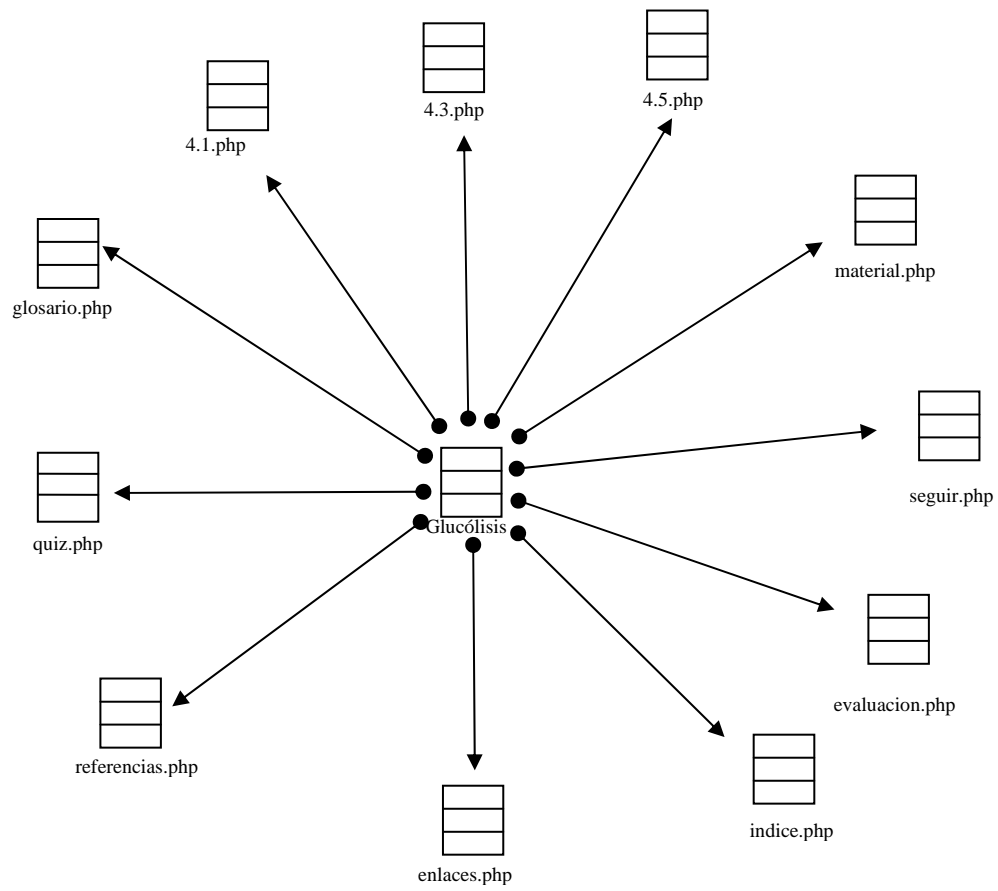 4.5.php
4.3.php
4.1.php
material.php
glosario.php
seguir.php
Glucólisis
quiz.php
evaluacion.php
referencias.php
indice.php
enlaces.php